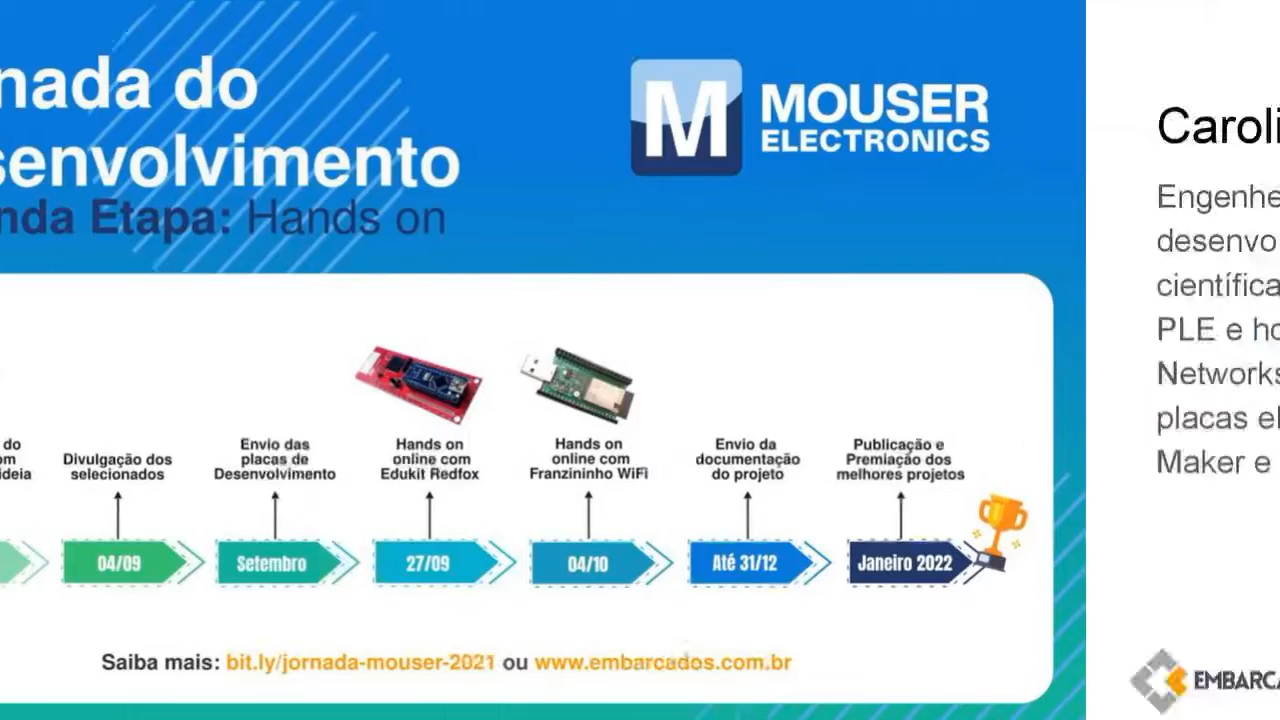 nada do
senvolvimento
nda Etapa: Hands on
M
MOUSER
ELECTRONICS
do
om
ideia
Divulgação dos
selecionados
Envio das
placas de
Desenvolvimento
Hands on
online com
Edukit Redfox
Hands on
online com
Franzininho WiFi
Envio da
documentação
do projeto
Publicação e
Premiação dos
melhores projetos
04/09
Setembro
27/09
04/10
Até 31/12
Janeiro 2022
Saiba mais: bit.ly/jornada-mouser-2021 ou www.embarcados.com.br
Caroli
Engenhe
desenvo
científica
PLE e ho
Networks
placas el
Maker e
EMBARCA